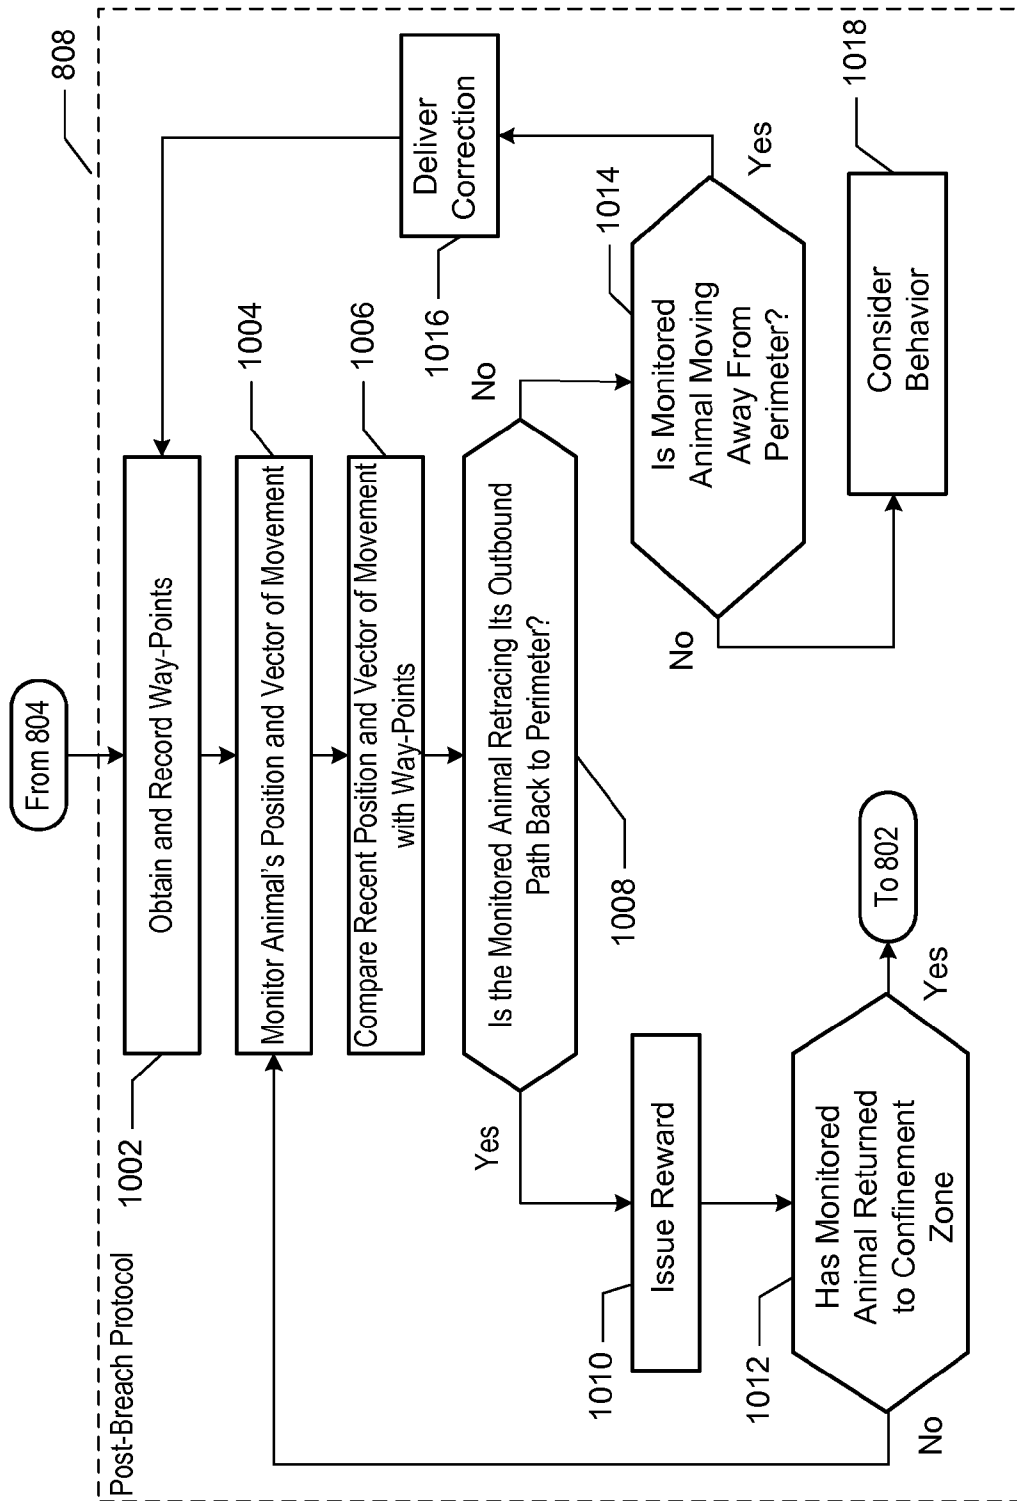 From 804
808
Post-Breach Protocol
1002
Obtain and Record Way-Points
1004
Monitor Animal's Position and Vector of Movement
1006
Compare Recent Position and Vector of Movement
with Way-Points
Is the Monitored Animal Retracing Its Outbound
Path Back to Perimeter?
1008
Yes
No
1010
Issue Reward
1012
Has Monitored
Animal Returned
to Confinement
Zone
No
Yes
To 802
1014
Is Monitored
Animal Moving
Away From
Perimeter?
No
Yes
1016
Deliver
Correction
1018
Consider
Behavior